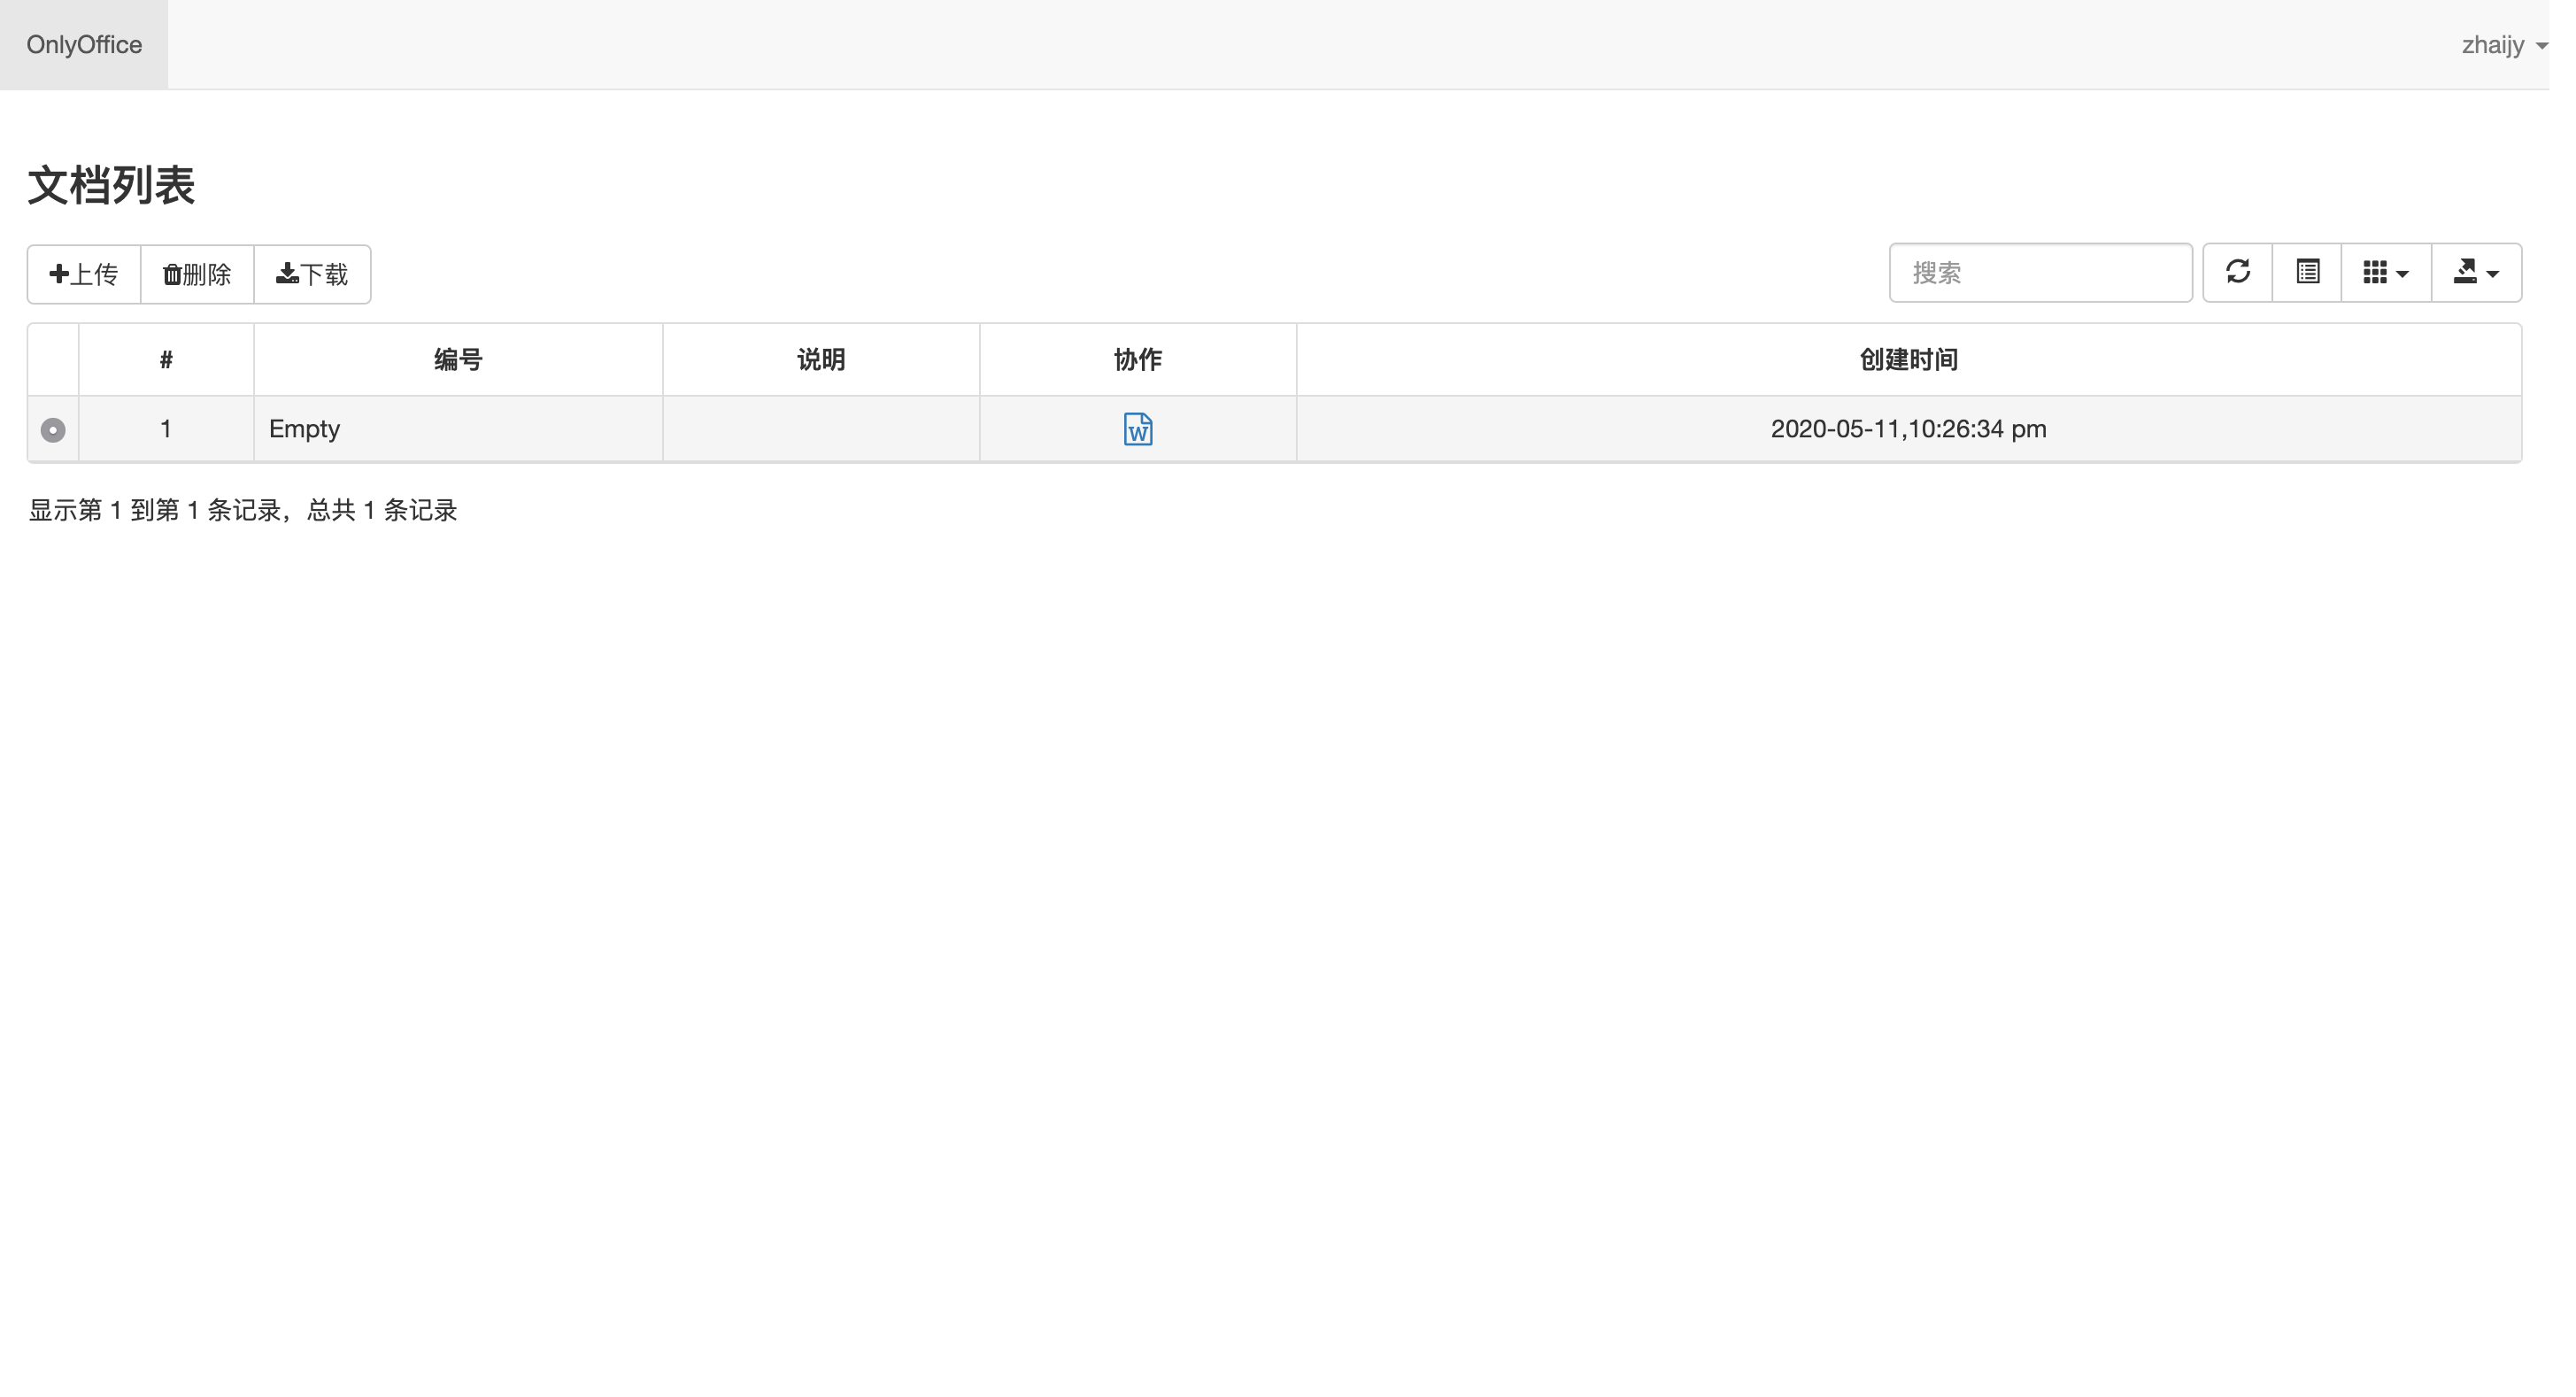 OnlyOffice zhaijy
文档列表
上传 删除 下载 搜索
# 编号 说明 协作 创建时间
1 Empty W 2020-05-11,10:26:34 pm
显示第 1 到第 1 条记录，总共 1 条记录